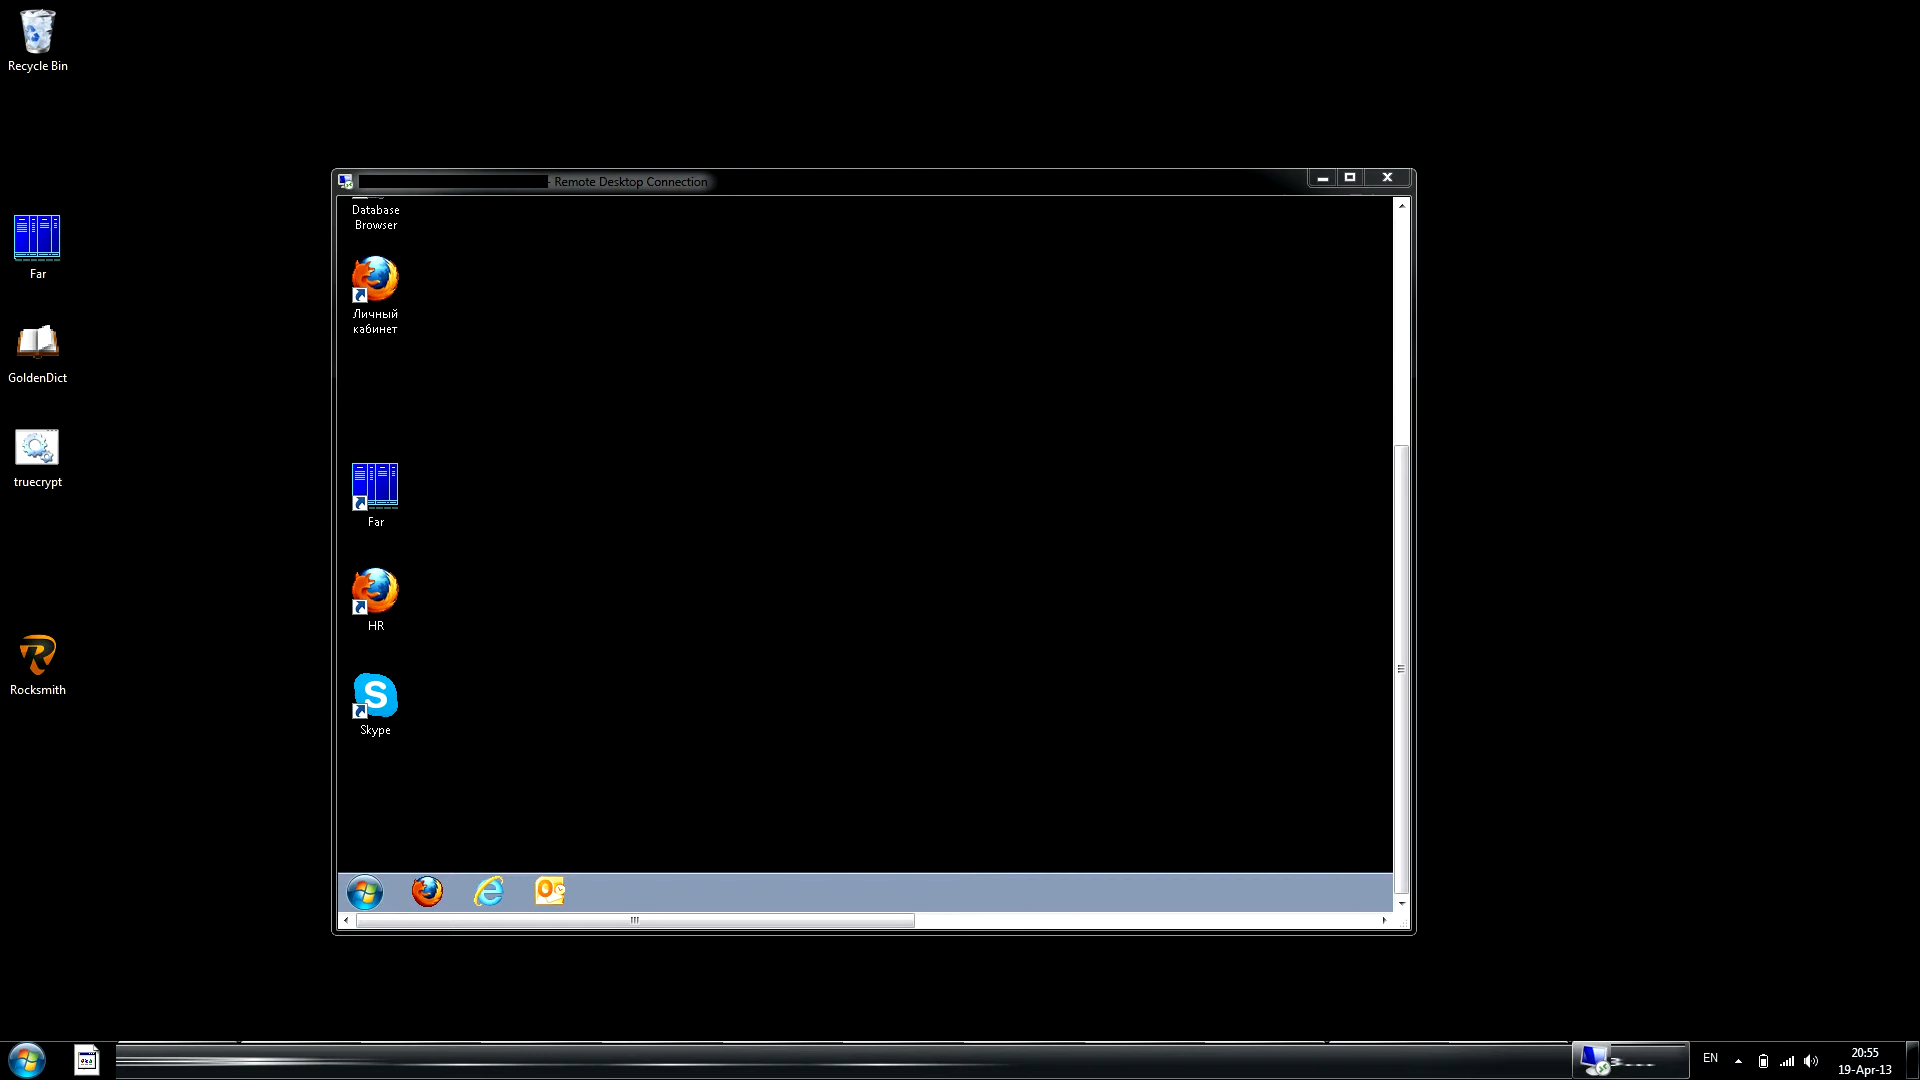 Recycle Bin
Far
GoldenDict
truecrypt
Rocksmith
- Remote Desktop Connection
Database
Browser
Личный
кабинет
Far
HR
Skype
EN
20:55
19-Apr-13